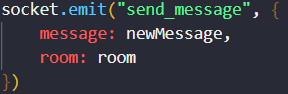 socket.emit("send_message", {
    message: newMessage,
    room: room
})